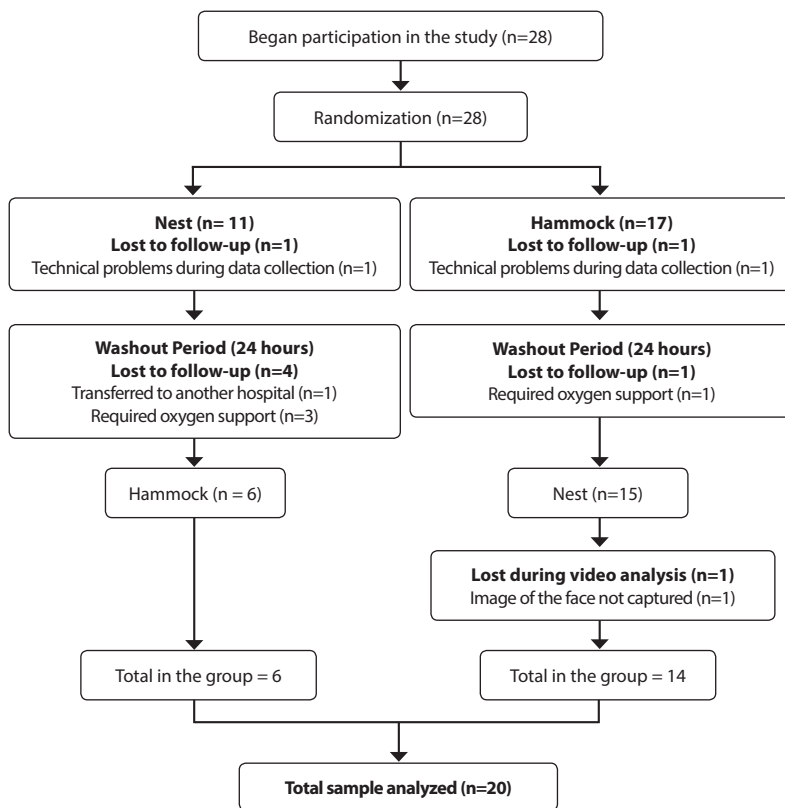 Began participation in the study (n=28)
Randomization (n=28)
Nest (n= 11)
Lost to follow-up (n=1)
Technical problems during data collection (n=1)
Hammock (n=17)
Lost to follow-up (n=1)
Technical problems during data collection (n=1)
Washout Period (24 hours)
Lost to follow-up (n=4)
Transferred to another hospital (n=1)
Required oxygen support (n=3)
Washout Period (24 hours)
Lost to follow-up (n=1)
Required oxygen support (n=1)
Hammock (n = 6)
Nest (n=15)
Lost during video analysis (n=1)
Image of the face not captured (n=1)
Total in the group = 6
Total in the group = 14
Total sample analyzed (n=20)